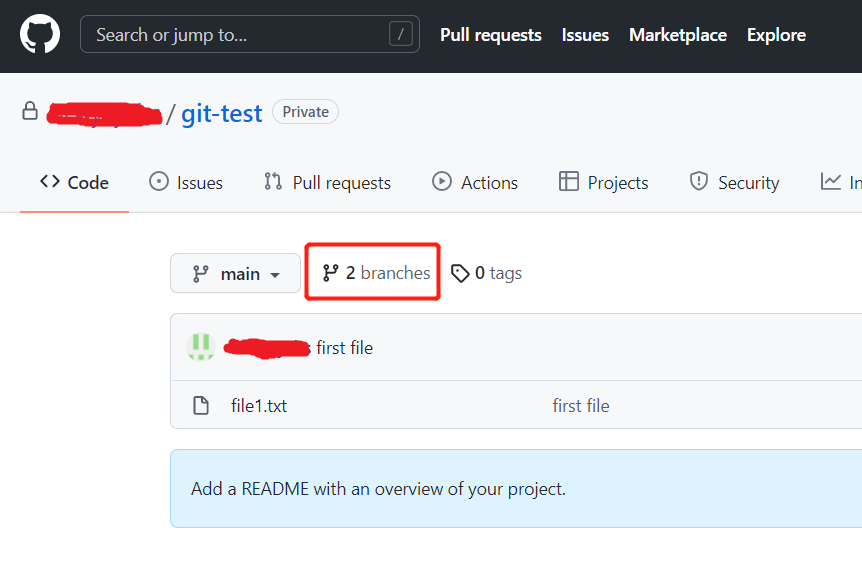 Search or jump to... / Pull requests Issues Marketplace Explore
/ git-test Private
Code Issues Pull requests Actions Projects Security In
main 2 branches 0 tags
first file
file1.txt first file
Add a README with an overview of your project.